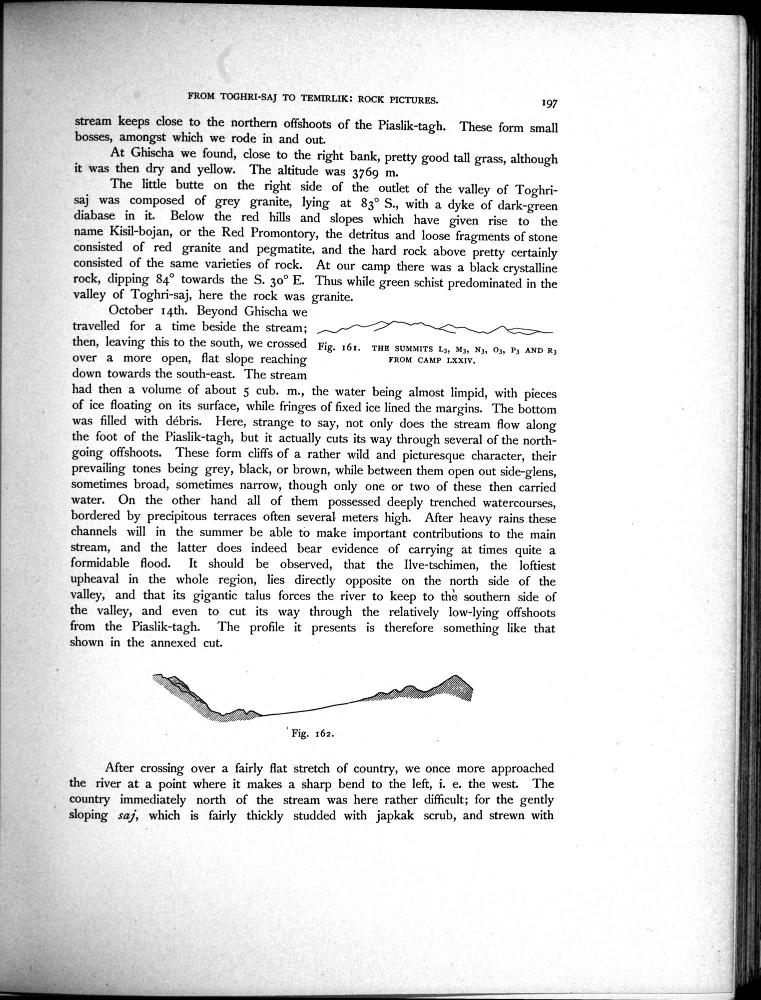 FROM TOGHRI-SAJ TO TEMIRLIK: ROCK PICTURES. 197
stream keeps close to the northern offshoots of the Piaslik-tagh. These form small
bosses, amongst which we rode in and out.
At Ghischa we found, close to the right bank, pretty good tall grass, although
it was then dry and yellow. The altitude was 3769 m.
The little butte on the right side of the outlet of the valley of Toghri-
saj was composed of grey granite, lying at 83° S., with a dyke of dark-green
diabase in it. Below the red hills and slopes which have given rise to the
name Kisil-bojan, or the Red Promontory, the detritus and loose fragments of stone
consisted of red granite and pegmatite, and the hard rock above pretty certainly
consisted of the same varieties of rock. At our camp there was a black crystalline
rock, dipping 84° towards the S. 30° E. Thus while green schist predominated in the
valley of Toghri-saj, here the rock was granite.
October 14th. Beyond Ghischa we
travelled for a time beside the stream;
then, leaving this to the south, we crossed
over a more open, flat slope reaching
down towards the south-east. The stream
Fig. 161. THE SUMMITS L3, M3, N3, O3, P3 AND R3
FROM CAMP LXXIV.
had then a volume of about 5 cub. m., the water being almost limpid, with pieces
of ice floating on its surface, while fringes of fixed ice lined the margins. The bottom
was filled with débris. Here, strange to say, not only does the stream flow along
the foot of the Piaslik-tagh, but it actually cuts its way through several of the north-
going offshoots. These form cliffs of a rather wild and picturesque character, their
prevailing tones being grey, black, or brown, while between them open out side-glens,
sometimes broad, sometimes narrow, though only one or two of these then carried
water. On the other hand all of them possessed deeply trenched watercourses,
bordered by precipitous terraces often several meters high. After heavy rains these
channels will in the summer be able to make important contributions to the main
stream, and the latter does indeed bear evidence of carrying at times quite a
formidable flood. It should be observed, that the Ilve-tschimen, the loftiest
upheaval in the whole region, lies directly opposite on the north side of the
valley, and that its gigantic talus forces the river to keep to the southern side of
the valley, and even to cut its way through the relatively low-lying offshoots
from the Piaslik-tagh. The profile it presents is therefore something like that
shown in the annexed cut.
Fig. 162.
After crossing over a fairly flat stretch of country, we once more approached
the river at a point where it makes a sharp bend to the left, i. e. the west. The
country immediately north of the stream was here rather difficult; for the gently
sloping saj, which is fairly thickly studded with japkak scrub, and strewn with